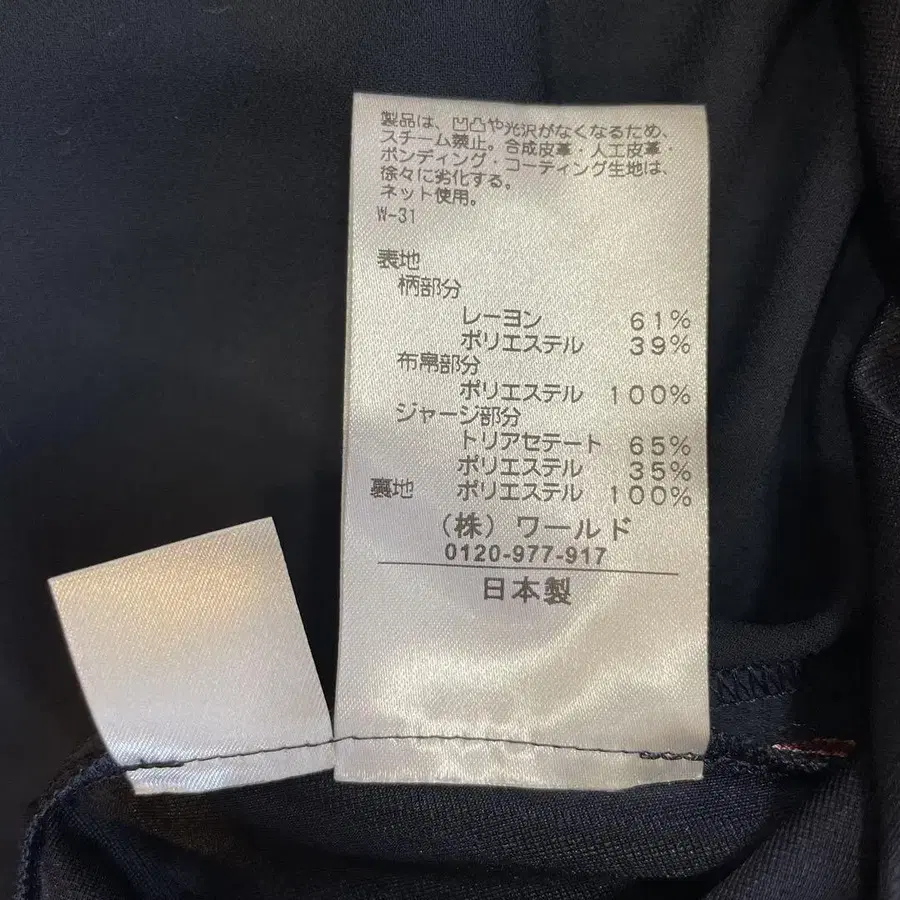 製品は、凹凸や光沢がなくなるため、
スチーム禁止。合成皮革・人工皮革・
ボンディング・コーティング生地は、
徐々に劣化する。
ネット使用。
W-31
表地
柄部分
レーヨン 61%
ポリエステル 39%
布帛部分
ポリエステル 100%
ジャージ部分
トリアセテート 65%
ポリエステル 35%
裏地 ポリエステル 100%
(株)ワールド
0120-977-917
日本製